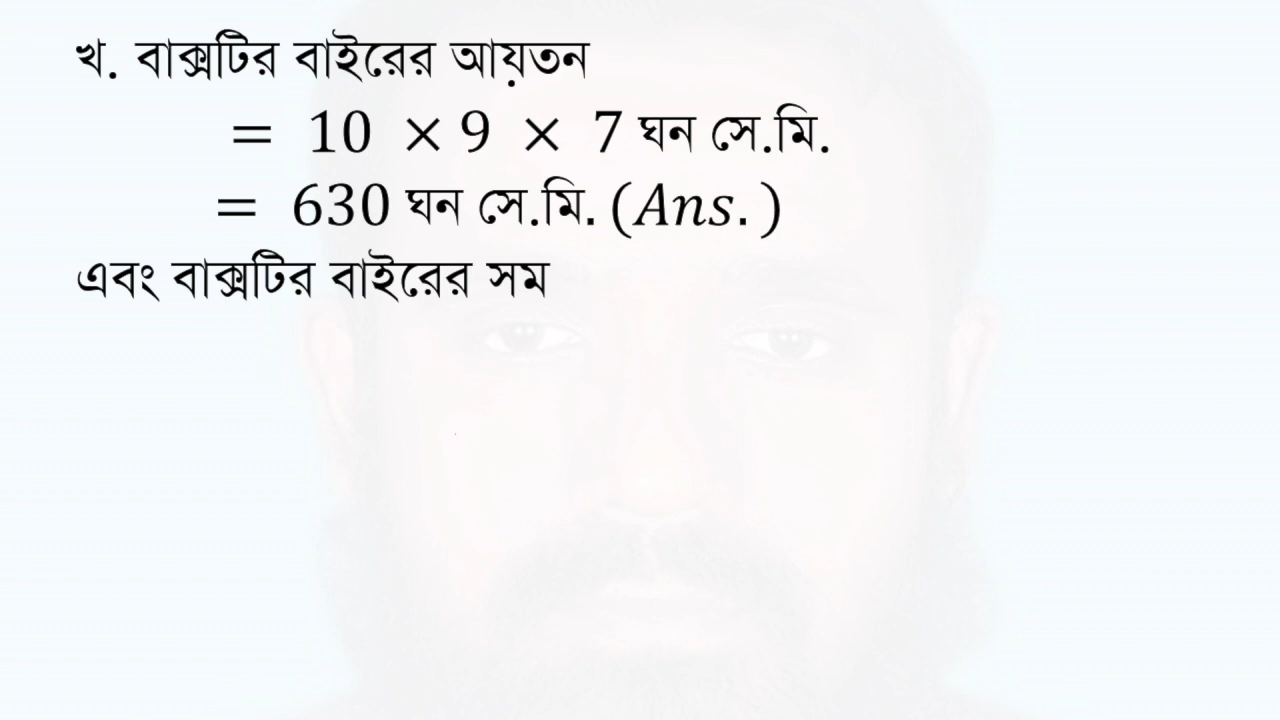 খ. বাক্সটির বাইরের আয়তন
= 10 × 9 × 7 ঘন সে.মি.
= 630 ঘন সে.মি. (Ans.)
এবং বাক্সটির বাইরের সম